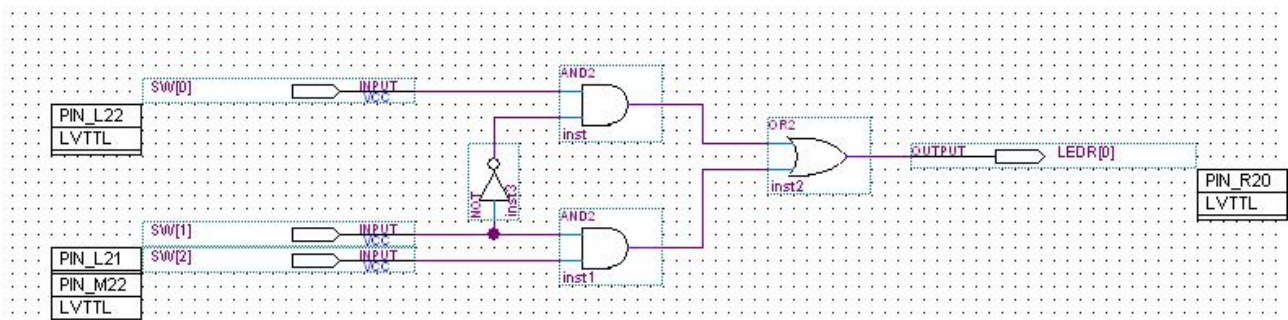 SW[0]
INPUT
VCC
PIN_L22
LVTTL
AND2
inst
NOT
inst3
OR2
inst2
OUTPUT
LEDR[0]
PIN_R20
LVTTL
SW[1]
INPUT
VCC
SW[2]
INPUT
VCC
PIN_L21
PIN_M22
LVTTL
AND2
inst1